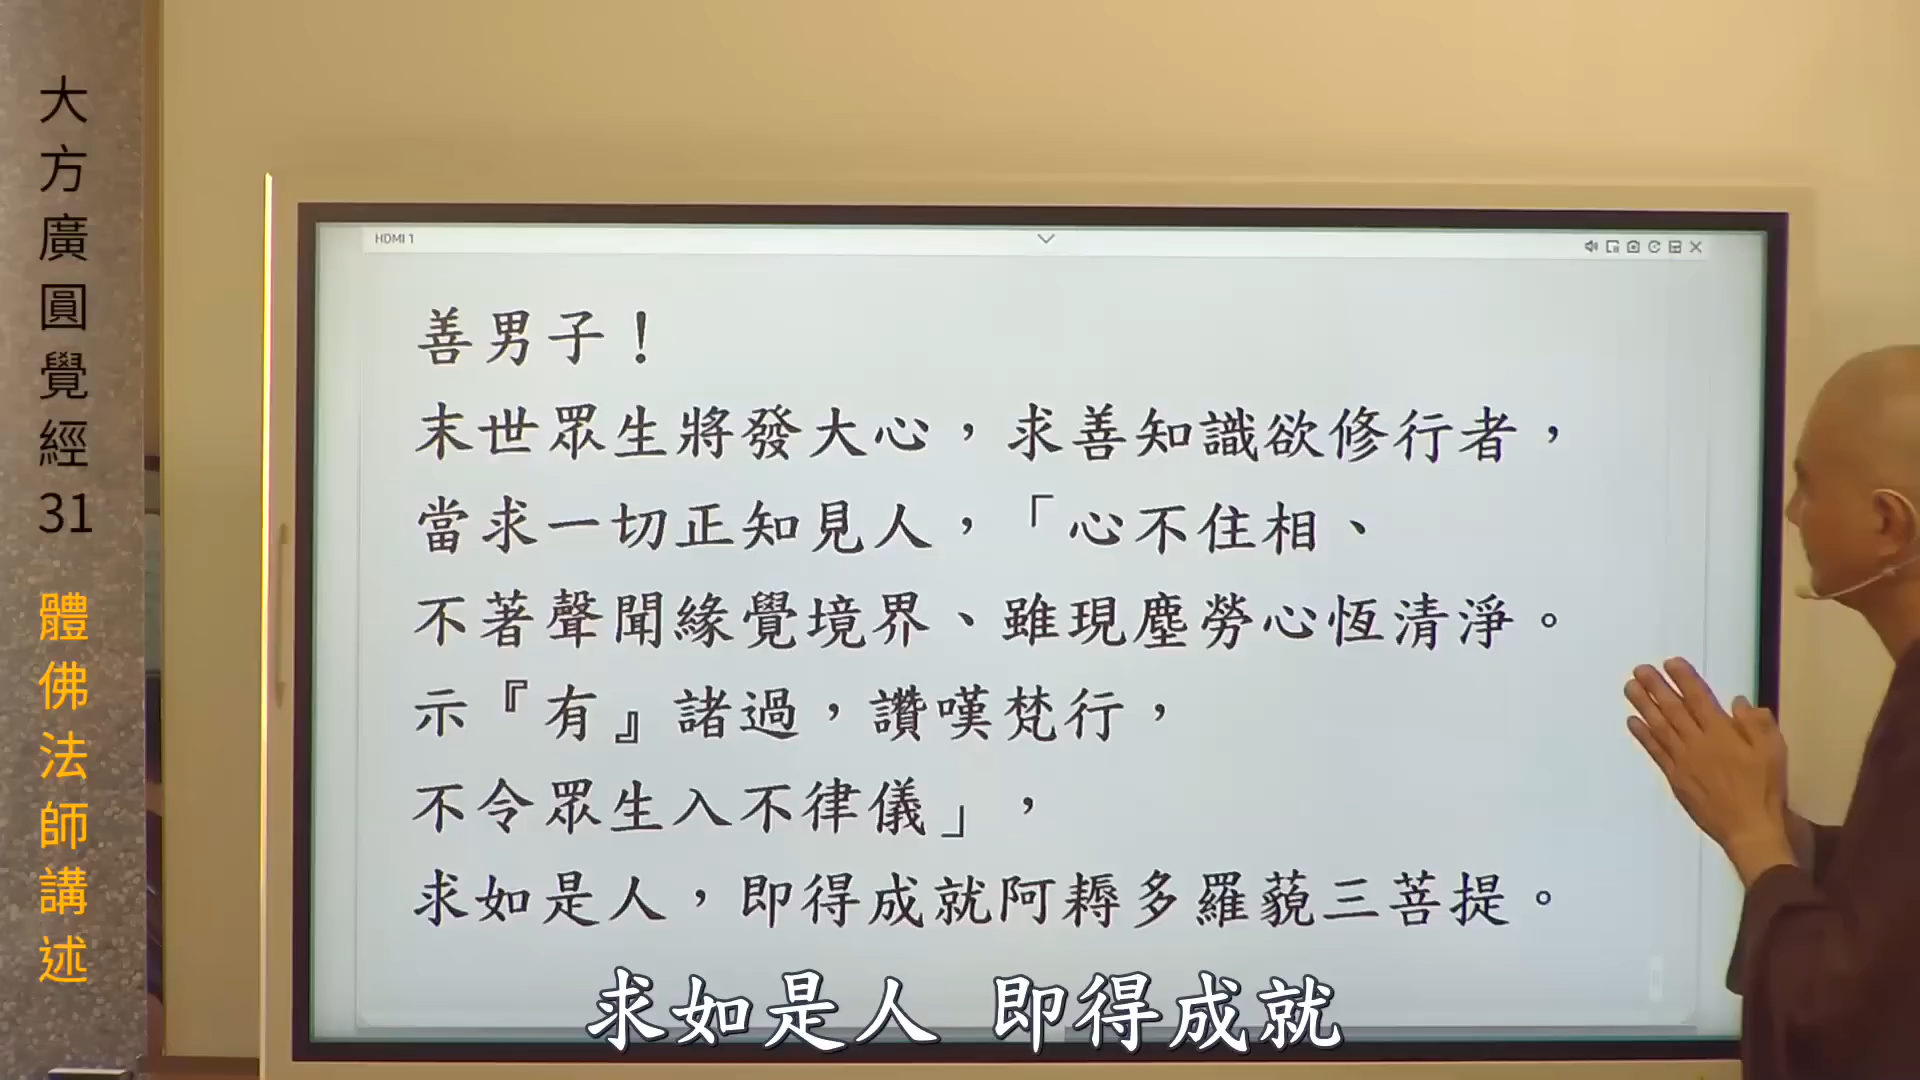 大方廣圓覺經31 體佛法師講述
HDMI 1
善男子！
末世眾生將發大心，求善知識欲修行者，
當求一切正知見人，「心不住相、
不著聲聞緣覺境界、雖現塵勞心恆清淨。
示『有』諸過，讚嘆梵行，
不令眾生入不律儀」，
求如是人，即得成就阿耨多羅藐三菩提。
求如是人 即得成就